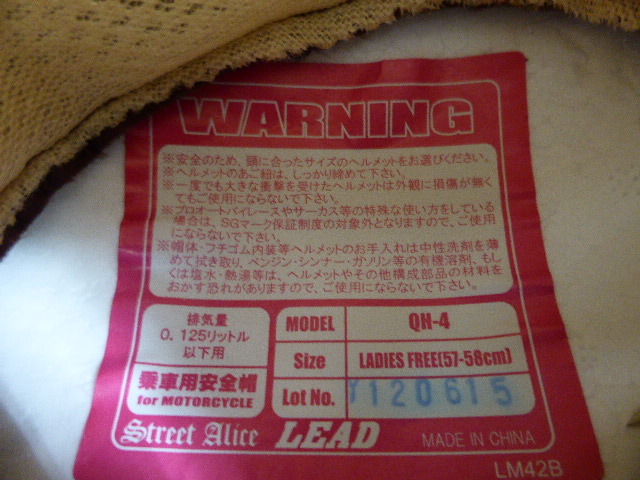 WARNING
※安全のため、頭に合ったサイズのヘルメットをお選びください。
※ヘルメットのあご紐は、しっかり締めて下さい。
※一度でも大きな衝撃を受けたヘルメットは外観に損傷が無く
てもご使用にならないで下さい。
※プロオートバイレースやサーカス等の特殊な使い方をしている
場合は、SGマーク保証制度の対象外となりますので、ご使用
にならないで下さい。
※帽体・フチゴム内装等ヘルメットのお手入れは中性洗剤を薄
めて拭き取り、ベンジン・シンナー・ガソリン等の有機溶剤、もし
くは塩水・熱湯等は、ヘルメットやその他構成部品の材料を
おかす恐れがありますので、ご使用にならないで下さい。
排気量
0.125リットル
以下用
乗車用安全帽
for MOTORCYCLE
MODEL QH-4
Size LADIES FREE(57-58cm)
Lot No. Y120615
Street Alice LEAD MADE IN CHINA
LM42B